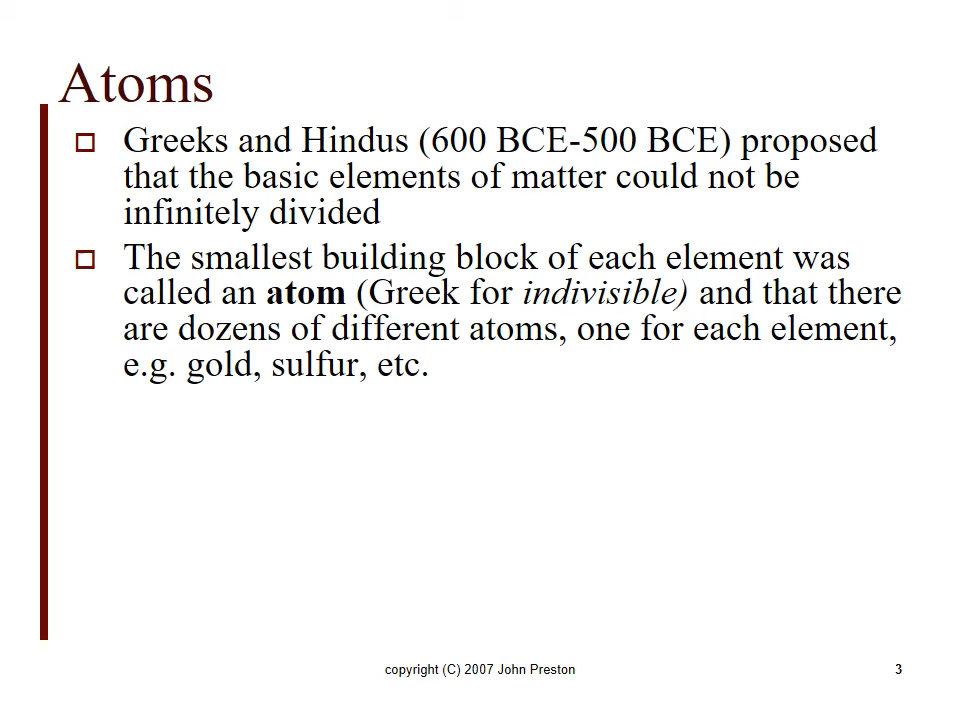 Atoms
Greeks and Hindus (600 BCE-500 BCE) proposed
that the basic elements of matter could not be
infinitely divided
The smallest building block of each element was
called an atom (Greek for indivisible) and that there
are dozens of different atoms, one for each element,
e.g. gold, sulfur, etc.
copyright (C) 2007 John Preston
3